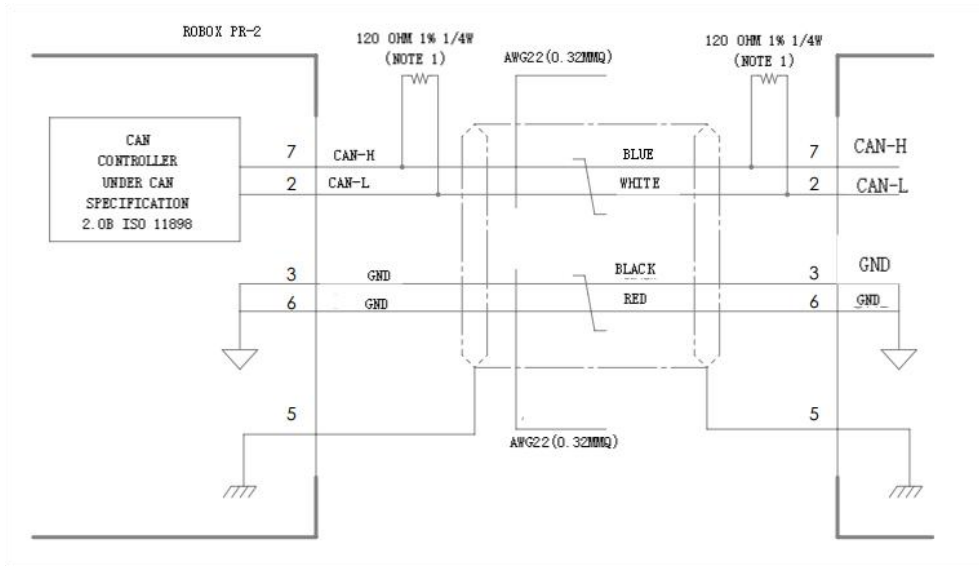 ROBOX PR-2
120 OHM 1% 1/4W
(NOTE 1)
AWG22(0.32MMQ)
120 OHM 1% 1/4W
(NOTE 1)
CAN
CONTROLLER
UNDER CAN
SPECIFICATION
2.0B ISO 11898
7 CAN-H BLUE 7 CAN-H
2 CAN-L WHITE 2 CAN-L
3 GND BLACK 3 GND
6 GND RED 6 GND
5 5
AWG22(0.32MMQ)